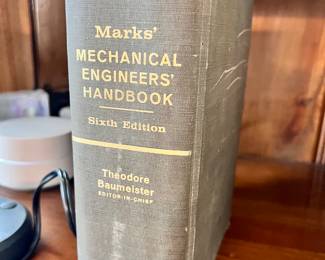 Marks'
MECHANICAL
ENGINEERS'
HANDBOOK
Sixth Edition
Theodore
Baumeister
EDITOR-IN-CHIEF